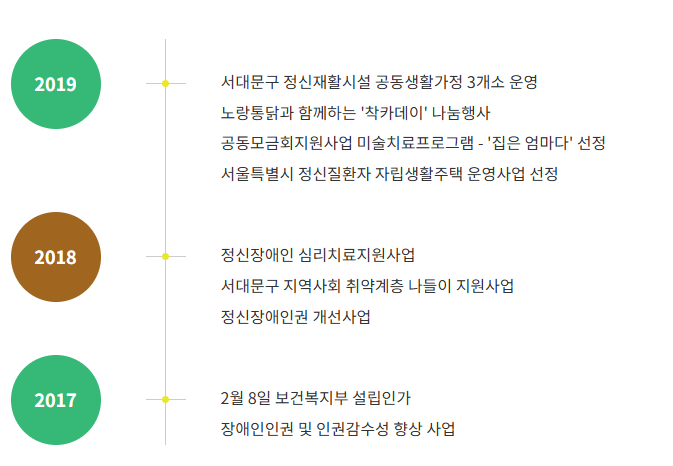 2019
서대문구 정신재활시설 공동생활가정 3개소 운영
노랑통닭과 함께하는 '착카데이' 나눔행사
공동모금회지원사업 미술치료프로그램 - '집은 엄마다' 선정
서울특별시 정신질환자 자립생활주택 운영사업 선정
2018
정신장애인 심리치료지원사업
서대문구 지역사회 취약계층 나들이 지원사업
정신장애인권 개선사업
2017
2월 8일 보건복지부 설립인가
장애인인권 및 인권감수성 향상 사업